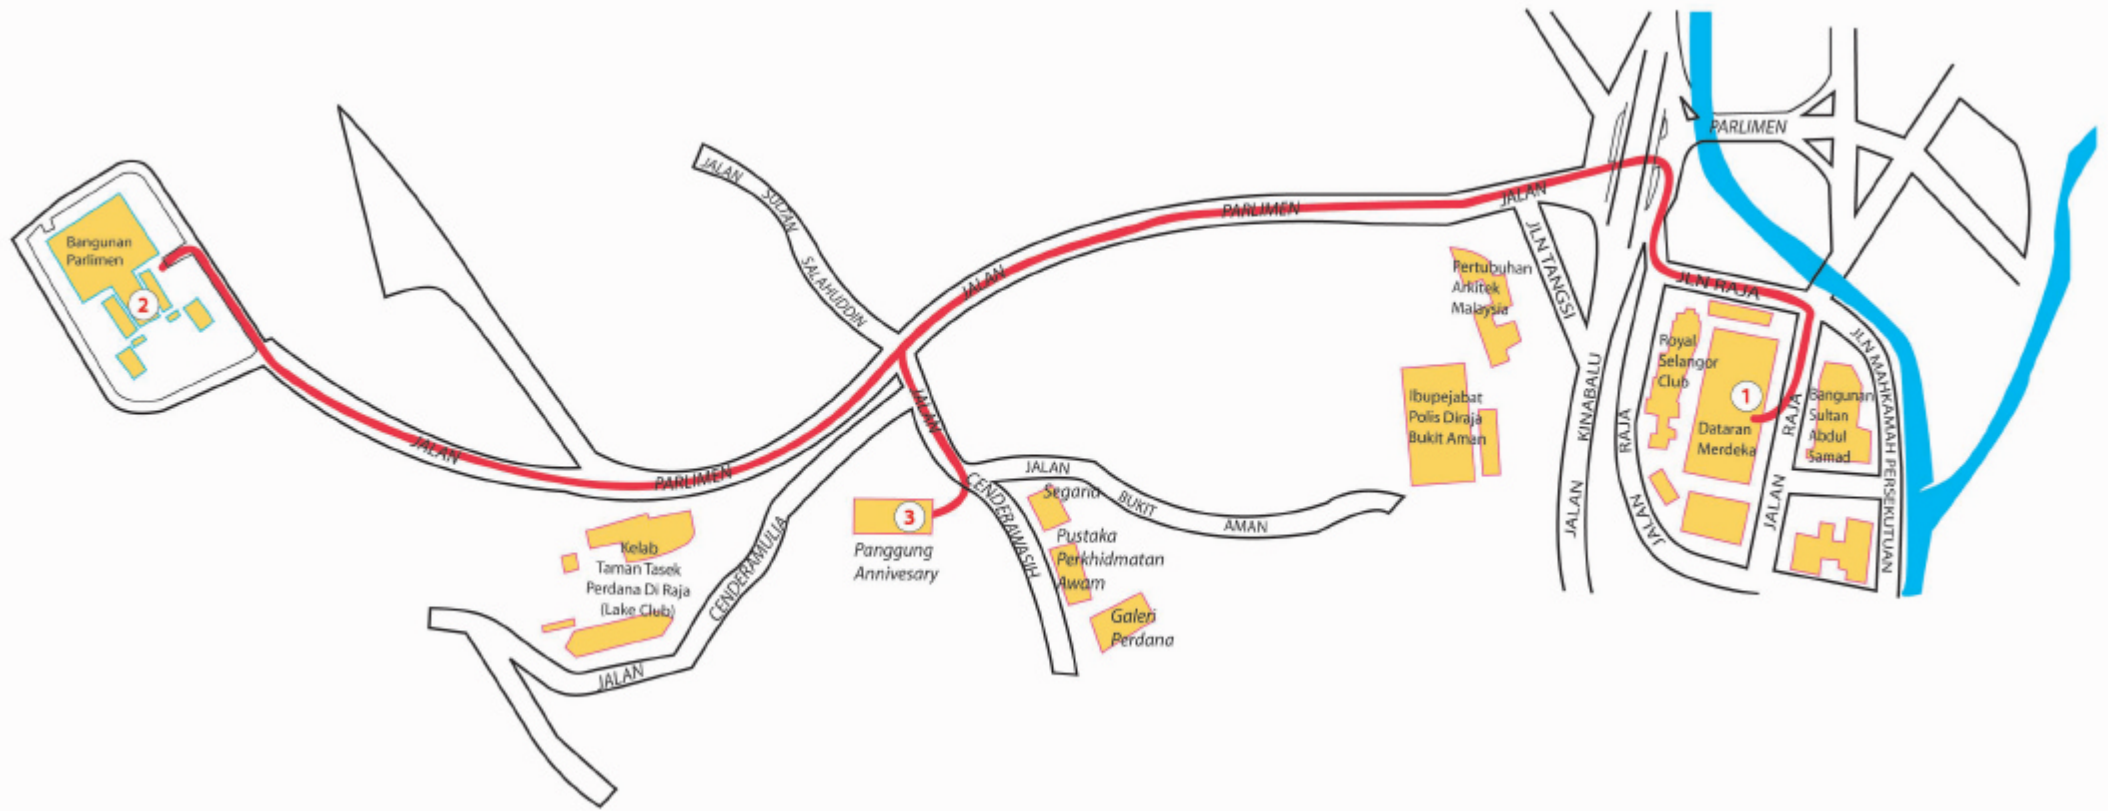 Bangunan
Parlimen
2
JALAN
PARLIMEN
JALAN
SULTAN
SALAHUDDIN
JALAN
PARLIMEN
JALAN
PARLIMEN
JLN TANGSI
JALAN
KINABALU
JLN RAJA
JLN MAHKAMAH PERSEKUTUAN
Pertubuhan
Arkitek
Malaysia
Royal
Selangor
Club
1
Dataran
Merdeka
Bangunan
Sultan
Abdul
Samad
JALAN
RAJA
JALAN
RAJA
Ibupejabat
Polis Diraja
Bukit Aman
JALAN
CENDERAWASIH
JALAN
BUKIT
AMAN
Segaria
Pustaka
Perkhidmatan
Awam
Galeri
Perdana
3
Panggung
Annivesary
Kelab
Taman Tasek
Perdana Di Raja
(Lake Club)
JALAN
CENDERAMULIA